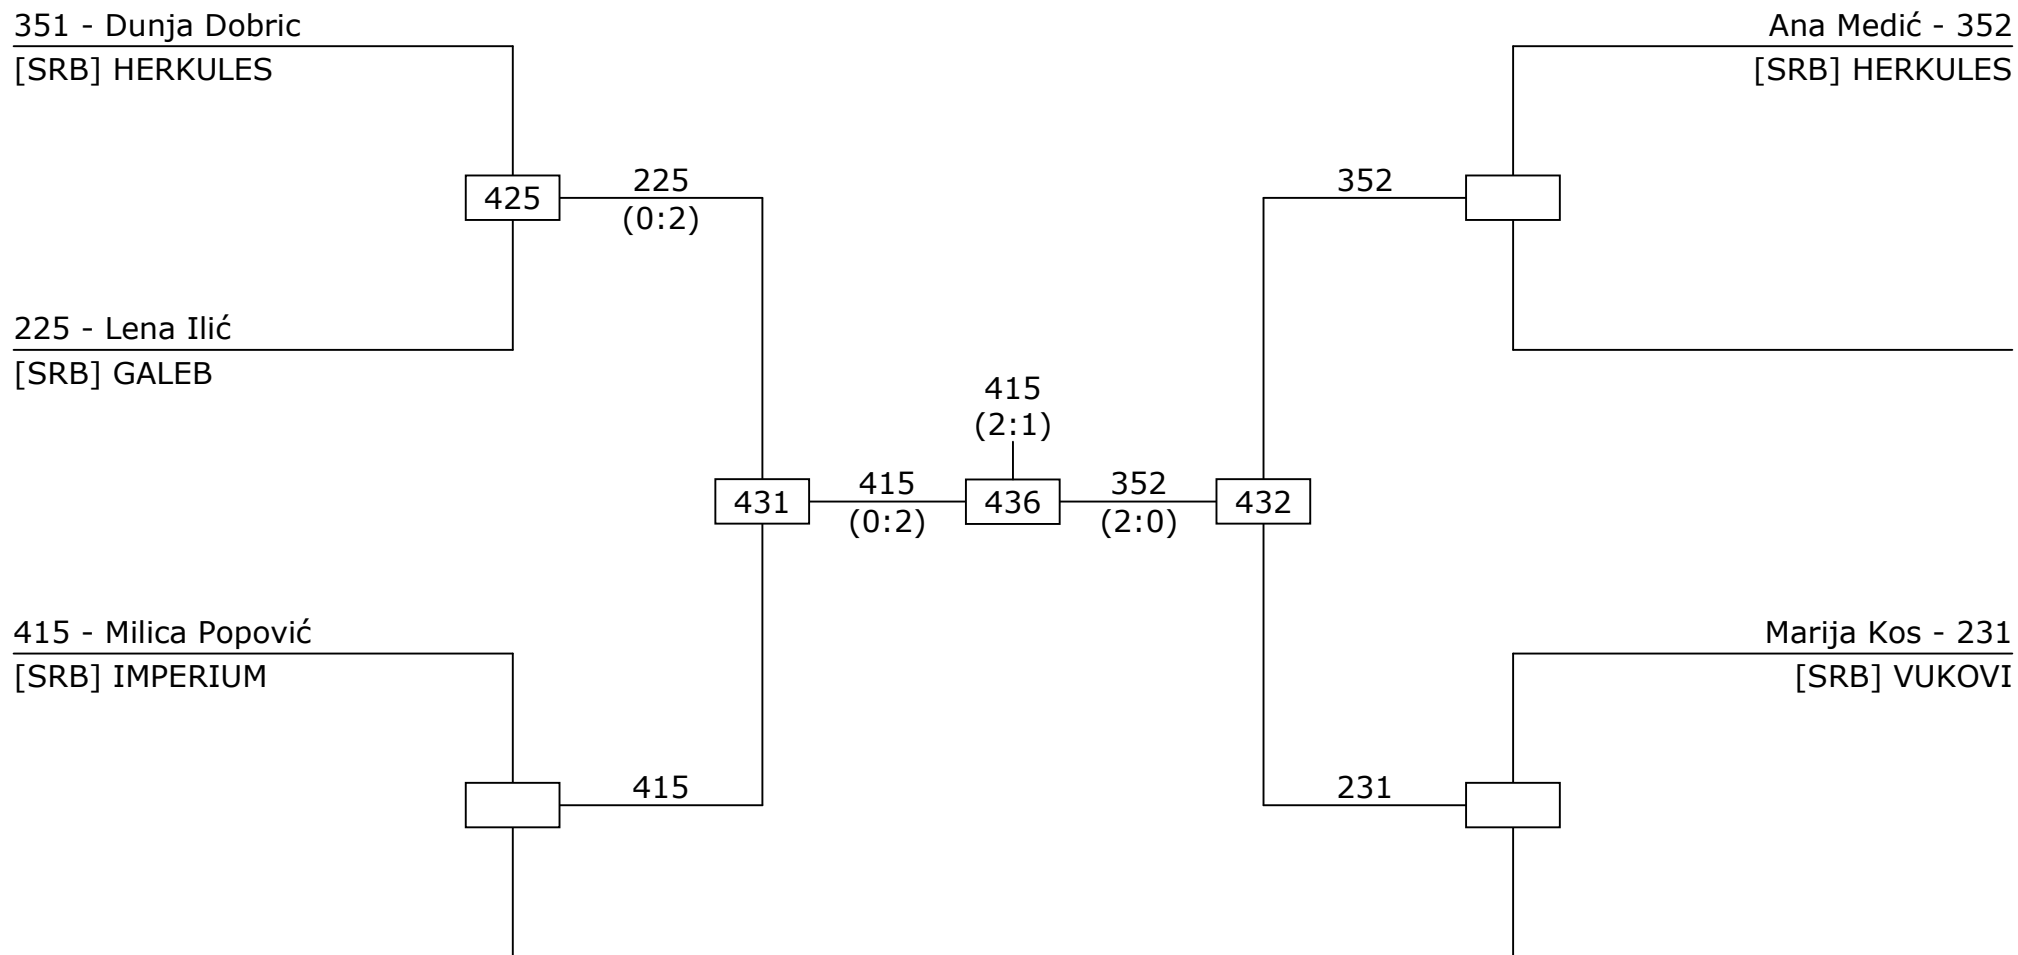 351 - Dunja Dobric
[SRB] HERKULES
Ana Medić - 352
[SRB] HERKULES
425
225
(0:2)
352
225 - Lena Ilić
[SRB] GALEB
415
(2:1)
431
415
(0:2)
436
352
(2:0)
432
415 - Milica Popović
[SRB] IMPERIUM
Marija Kos - 231
[SRB] VUKOVI
415
231